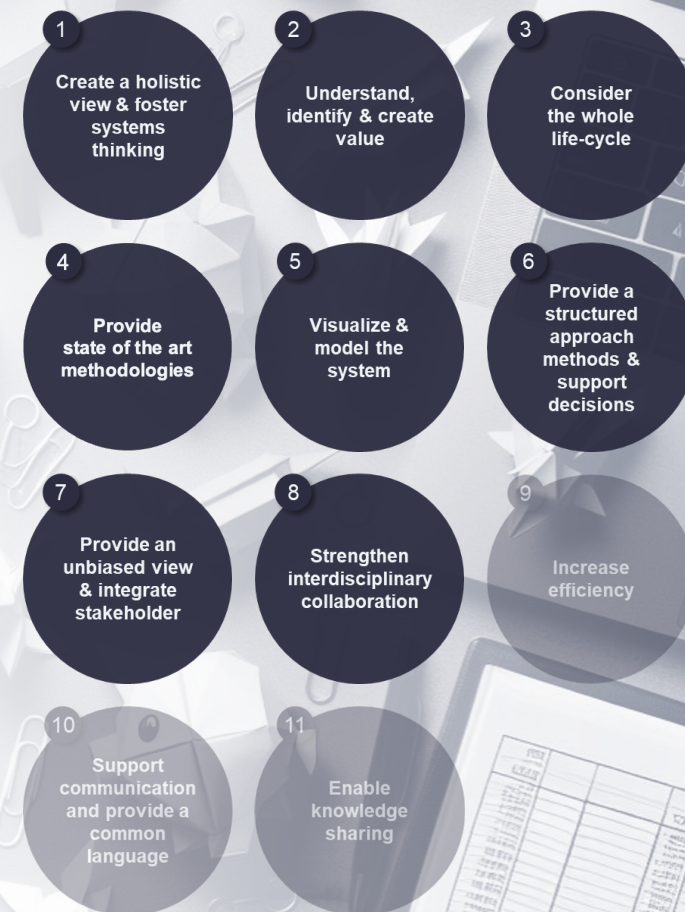 1
Create a holistic
view & foster
systems
thinking
2
Understand,
identify & create
value
3
Consider
the whole
life-cycle
4
Provide
state of the art
methodologies
5
Visualize &
model the
system
6
Provide a
structured
approach
methods &
support
decisions
7
Provide an
unbiased view
& integrate
stakeholder
8
Strengthen
interdisciplinary
collaboration
9
Increase
efficiency
10
Support
communication
and provide a
common
language
11
Enable
knowledge
sharing